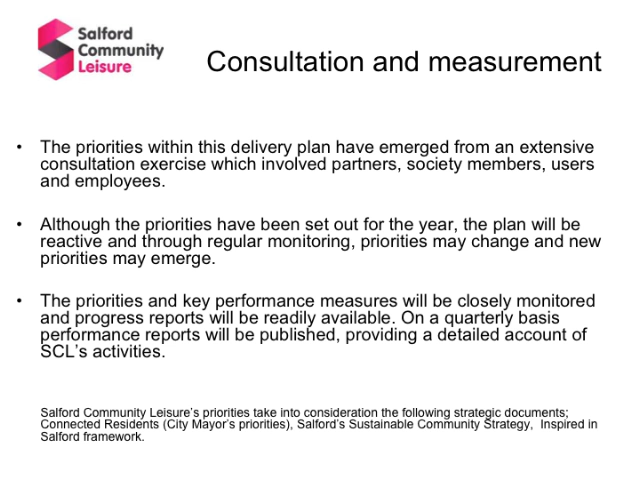 Salford
Community
Leisure
Consultation and measurement
• The priorities within this delivery plan have emerged from an extensive
consultation exercise which involved partners, society members, users
and employees.
• Although the priorities have been set out for the year, the plan will be
reactive and through regular monitoring, priorities may change and new
priorities may emerge.
• The priorities and key performance measures will be closely monitored
and progress reports will be readily available. On a quarterly basis
performance reports will be published, providing a detailed account of
SCL’s activities.
Salford Community Leisure’s priorities take into consideration the following strategic documents;
Connected Residents (City Mayor’s priorities), Salford’s Sustainable Community Strategy,  Inspired in
Salford framework.